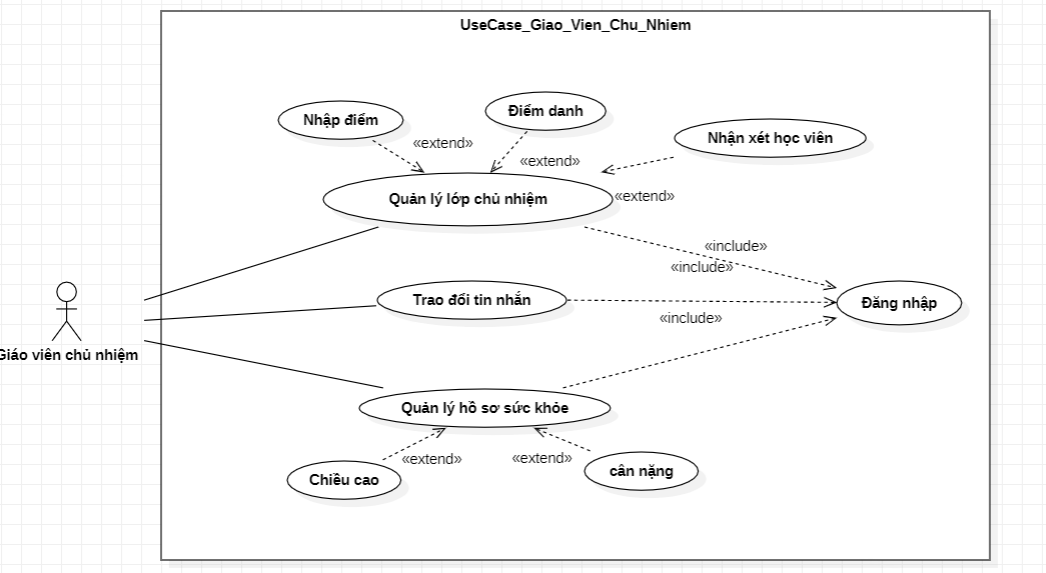 UseCase_Giao_Vien_Chu_Nhiem
Nhập điểm
Điểm danh
Nhận xét học viên
«extend»
«extend»
«extend»
Quản lý lớp chủ nhiệm
«include»
«include»
Trao đổi tin nhắn
Đăng nhập
«include»
Giáo viên chủ nhiệm
Quản lý hồ sơ sức khỏe
«extend»
«extend»
Chiều cao
cân nặng